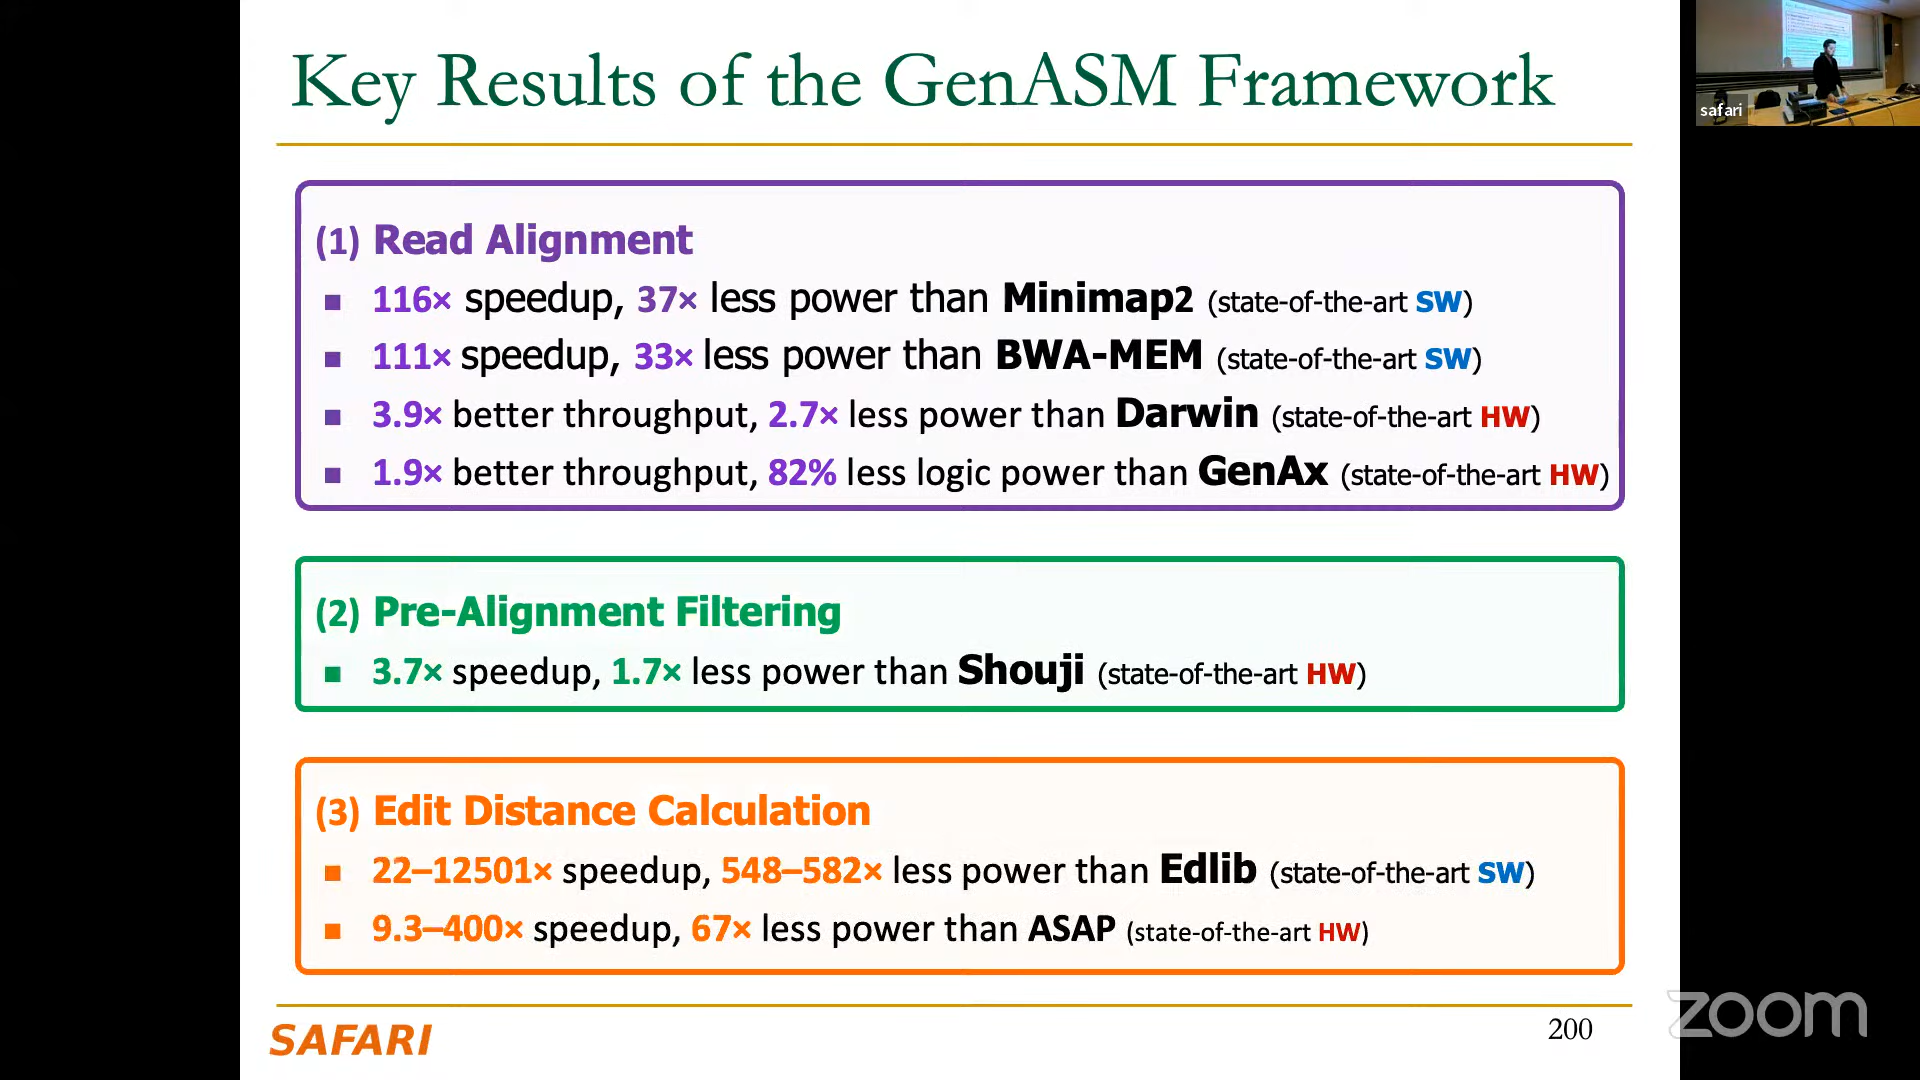 Key Results of the GenASM Framework
safari
(1) Read Alignment
▪ 116× speedup, 37× less power than Minimap2 (state-of-the-art SW)
▪ 111× speedup, 33× less power than BWA-MEM (state-of-the-art SW)
▪ 3.9× better throughput, 2.7× less power than Darwin (state-of-the-art HW)
▪ 1.9× better throughput, 82% less logic power than GenAx (state-of-the-art HW)
(2) Pre-Alignment Filtering
▪ 3.7× speedup, 1.7× less power than Shouji (state-of-the-art HW)
(3) Edit Distance Calculation
▪ 22–12501× speedup, 548–582× less power than Edlib (state-of-the-art SW)
▪ 9.3–400× speedup, 67× less power than ASAP (state-of-the-art HW)
SAFARI
200
zoom